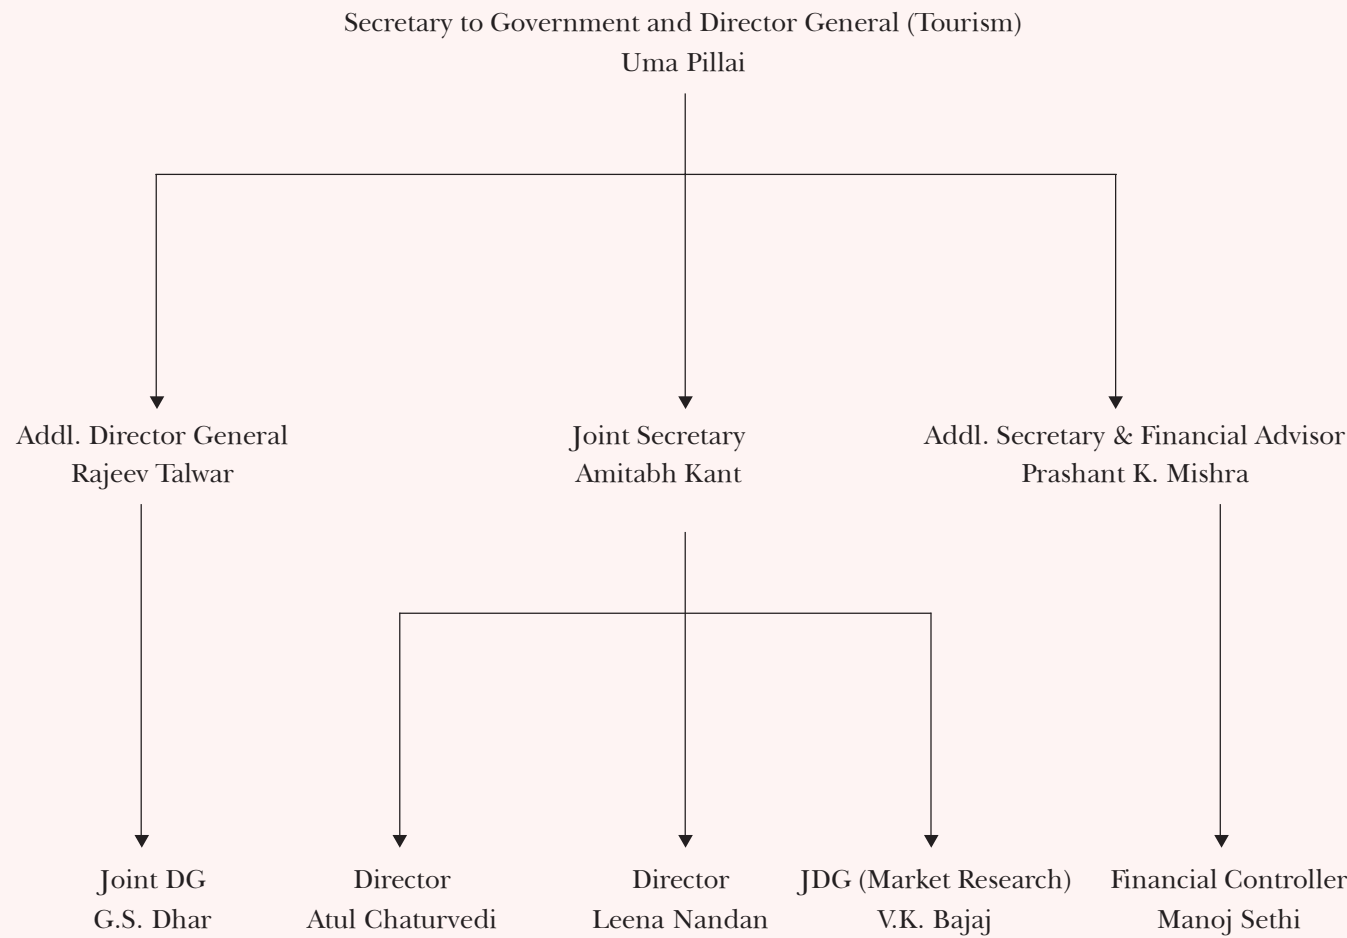 Secretary to Government and Director General (Tourism)
Uma Pillai
Addl. Director General
Rajeev Talwar
Joint Secretary
Amitabh Kant
Addl. Secretary & Financial Advisor
Prashant K. Mishra
Joint DG
G.S. Dhar
Director
Atul Chaturvedi
Director
Leena Nandan
JDG (Market Research)
V.K. Bajaj
Financial Controller
Manoj Sethi